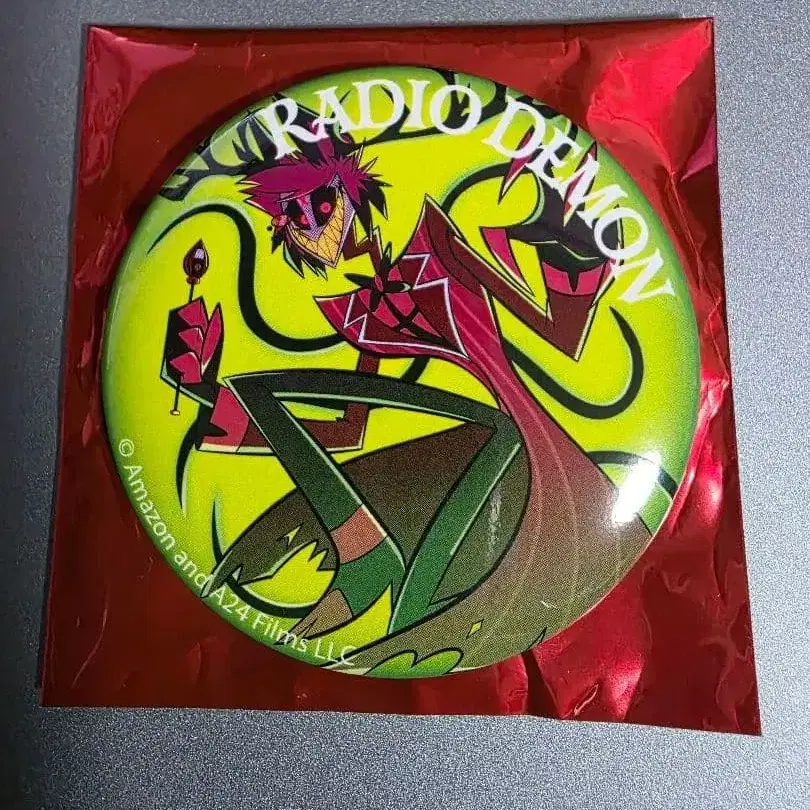 RADIO DEMON
© Amazon and A24 Films LLC